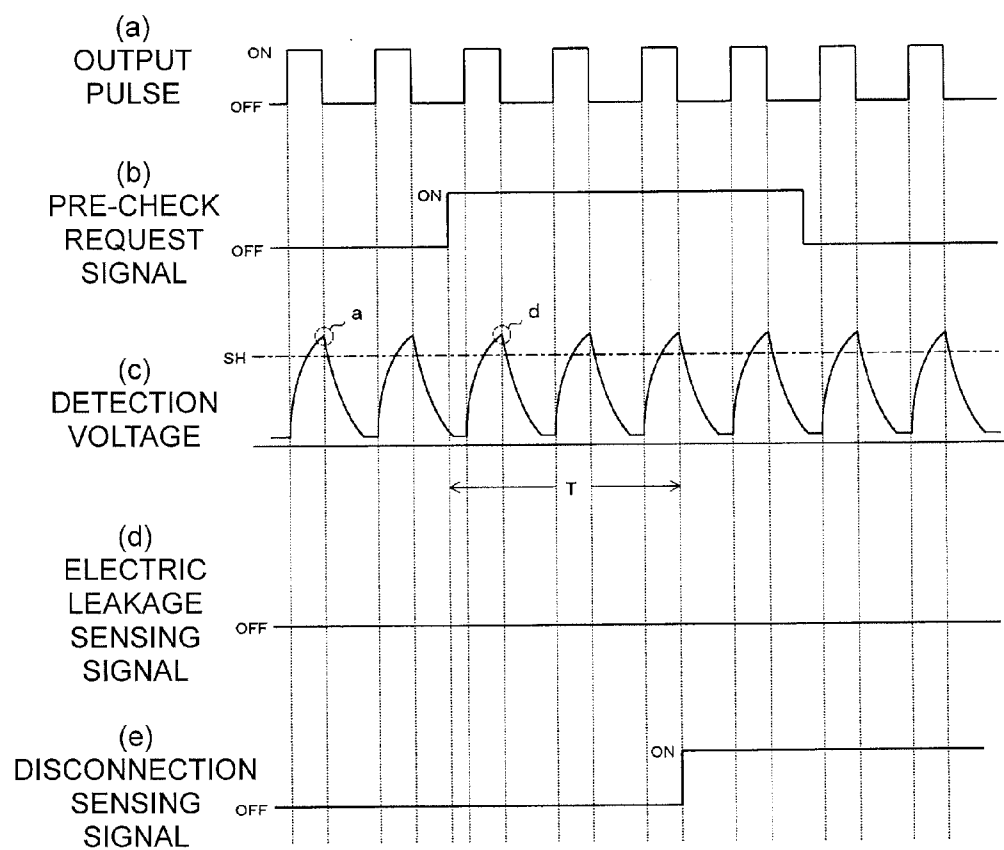 (a)
OUTPUT
PULSE
ON
OFF
(b)
PRE-CHECK
REQUEST
SIGNAL
ON
OFF
a
d
SH
(c)
DETECTION
VOLTAGE
T
(d)
ELECTRIC
LEAKAGE
SENSING
SIGNAL
OFF
(e)
DISCONNECTION
SENSING
SIGNAL
ON
OFF